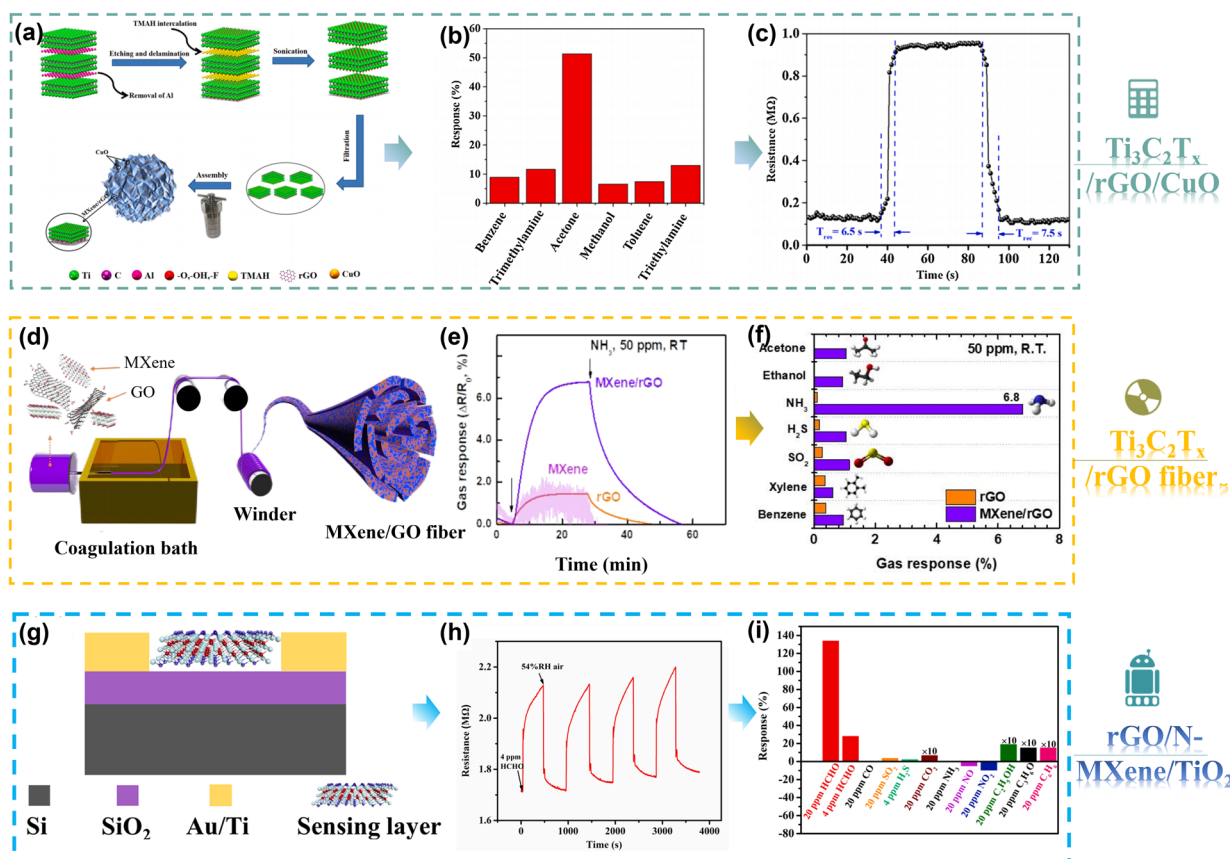 (a)
TMAH intercalation
Etching and delamination
Sonication
Removal of Al
Filtration
CuO
Assembly
MXene/rGO
Ti
C
Al
-O,-OH,-F
TMAH
rGO
CuO
(b)
Response (%)
60
50
40
30
20
10
0
Benzene
Trimethylamine
Acetone
Methanol
Toluene
Triethylamine
(c)
Resistance (MΩ)
1.0
0.8
0.6
0.4
0.2
0.0
Tres= 6.5 s
Trec= 7.5 s
0 20 40 60 80 100 120
Time (s)
Ti3C2Tx
/rGO/CuO
(d)
MXene
GO
Winder
Coagulation bath
MXene/GO fiber
(e)
NH3, 50 ppm, RT
MXene/rGO
MXene
rGO
Gas response (ΔR/R0, %)
8.0
6.0
4.0
2.0
0.0
0 20 40 60
Time (min)
(f)
50 ppm, R.T.
Acetone
Ethanol
NH3
6.8
H2S
SO2
Xylene
Benzene
rGO
MXene/rGO
0 2 4 6 8
Gas response (%)
Ti3C2Tx
/rGO fiber
(g)
Si
SiO2
Au/Ti
Sensing layer
(h)
54%RH air
4 ppm
HCHO
Resistance (MΩ)
2.2
2.0
1.8
1.6
0 1000 2000 3000 4000
Time (s)
(i)
Response (%)
140
120
100
80
60
40
20
0
-20
-40
-60
-80
×10
×10
×10
×10
20 ppm HCHO
4 ppm HCHO
20 ppm CO
20 ppm SO2
4 ppm H2S
20 ppm CO2
20 ppm NH3
20 ppm NO
20 ppm NO2
20 ppm C2H5OH
rGO/N-
MXene/TiO2